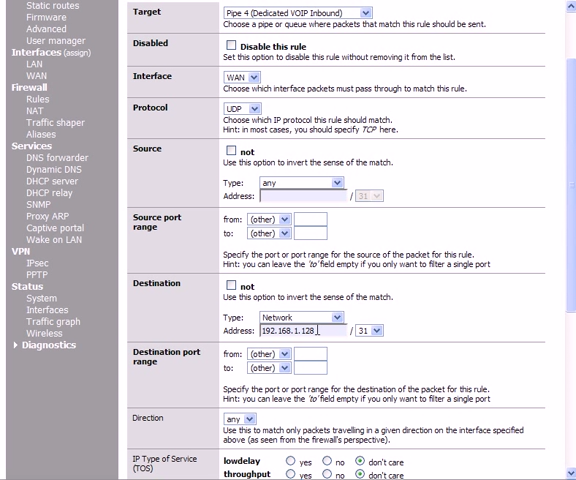 Static routes
Firmware
Advanced
User manager
Interfaces (assign)
LAN
WAN
Firewall
Rules
NAT
Traffic shaper
Aliases
Services
DNS forwarder
Dynamic DNS
DHCP server
DHCP relay
SNMP
Proxy ARP
Captive portal
Wake on LAN
VPN
IPsec
PPTP
Status
System
Interfaces
Traffic graph
Wireless
Diagnostics
Target
Pipe 4 (Dedicated VOIP Inbound)
Choose a pipe or queue where packets that match this rule should be sent.
Disabled
Disable this rule
Set this option to disable this rule without removing it from the list.
Interface
WAN
Choose which interface packets must pass through to match this rule.
Protocol
UDP
Choose which IP protocol this rule should match.
Hint: in most cases, you should specify TCP here.
Source
not
Use this option to invert the sense of the match.
Type: any
Address: / 31
Source port range
from: (other)
to: (other)
Specify the port or port range for the source of the packet for this rule.
Hint: you can leave the 'to' field empty if you only want to filter a single port
Destination
not
Use this option to invert the sense of the match.
Type: Network
Address: 192.168.1.128 / 31
Destination port range
from: (other)
to: (other)
Specify the port or port range for the destination of the packet for this rule.
Hint: you can leave the 'to' field empty if you only want to filter a single port
Direction
any
Use this to match only packets travelling in a given direction on the interface specified
above (as seen from the firewall's perspective).
IP Type of Service (TOS)
lowdelay yes no don't care
throughput yes no don't care